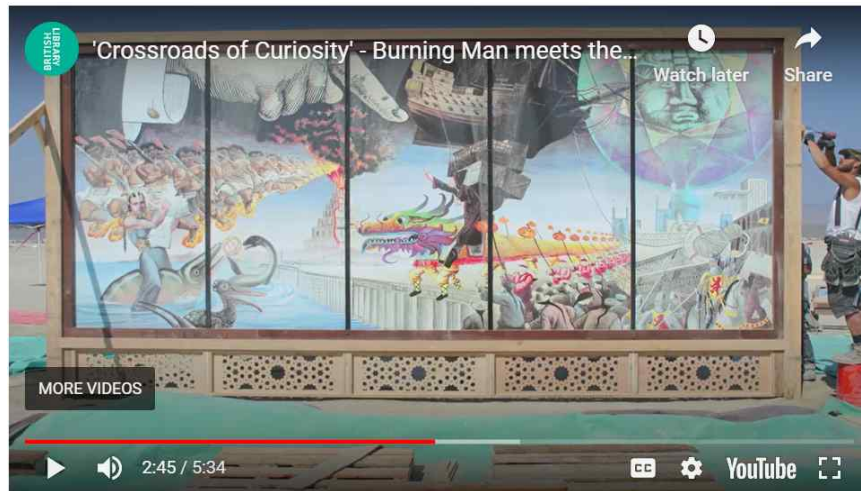 BRITISH
LIBRARY
'Crossroads of Curiosity' - Burning Man meets the...
Watch later
Share
MORE VIDEOS
2:45 / 5:34
CC
YouTube